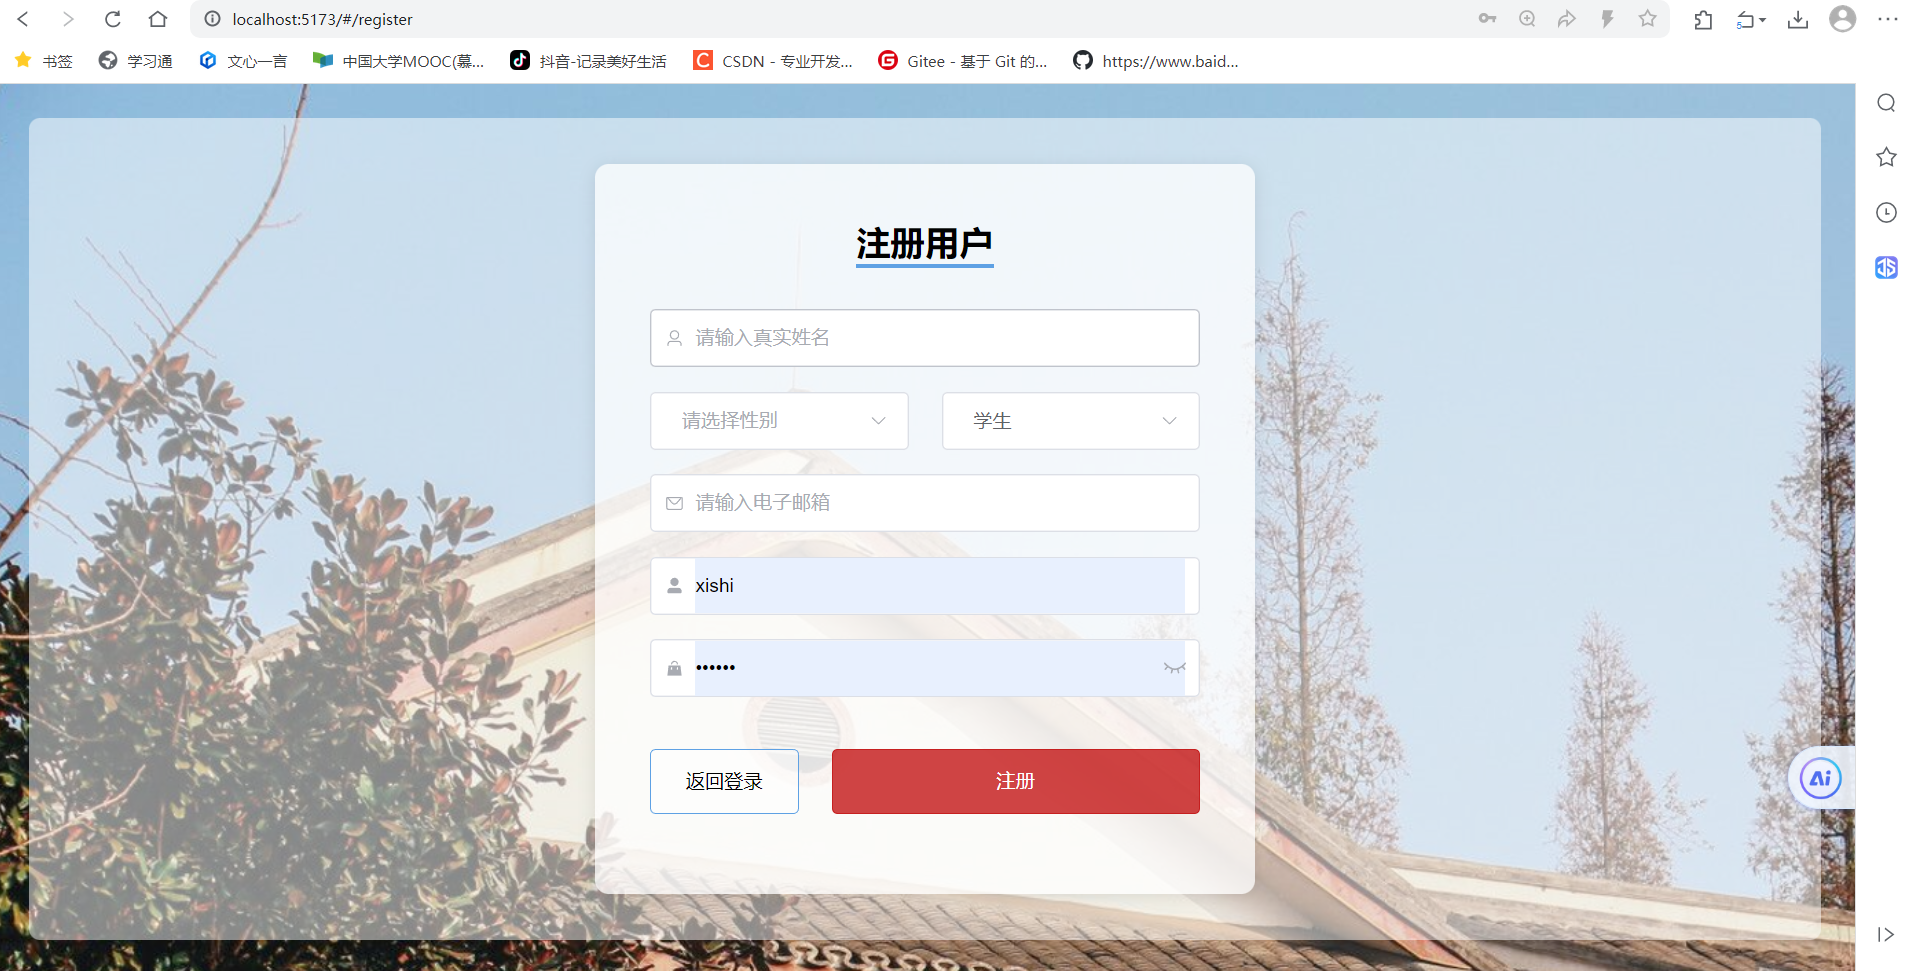 localhost:5173/#/register
5
书签 学习通 文心一言 中国大学MOOC(慕... 抖音-记录美好生活 CSDN - 专业开发... Gitee - 基于 Git 的... https://www.baid...
注册用户
请输入真实姓名
请选择性别 学生
请输入电子邮箱
xishi
••••••
返回登录 注册
Ai